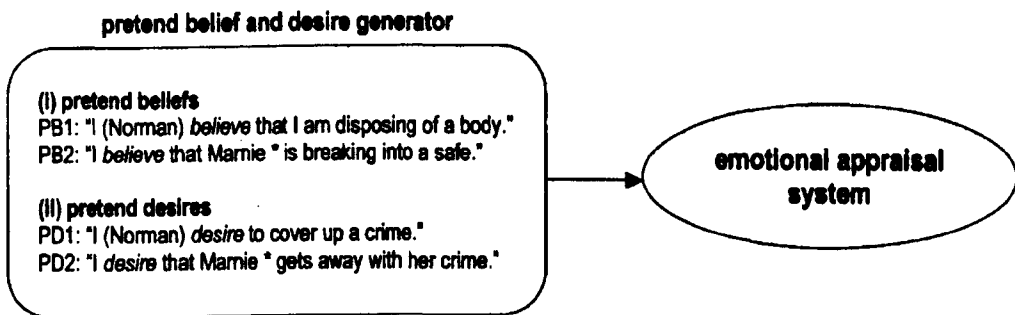 pretend belief and desire generator
(i) pretend beliefs
PB1: "I (Norman) believe that I am disposing of a body."
PB2: "I believe that Marnie * is breaking into a safe."
(ii) pretend desires
PD1: "I (Norman) desire to cover up a crime."
PD2: "I desire that Marnie * gets away with her crime."
emotional appraisal
system